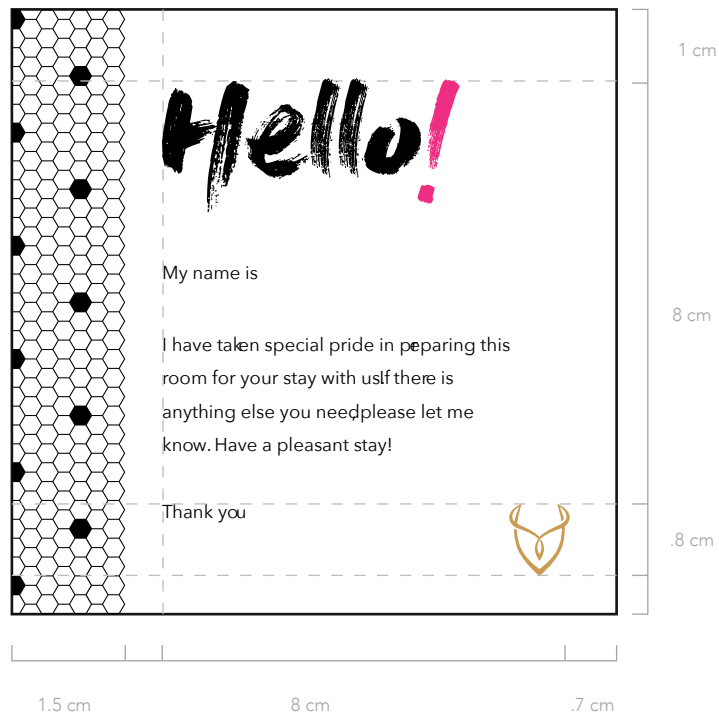 Hello!
1 cm
My name is
8 cm
I have taken special pride in preparing this
room for your stay with us.If there is
anything else you need,please let me
know. Have a pleasant stay!
Thank you
.8 cm
1.5 cm
8 cm
.7 cm